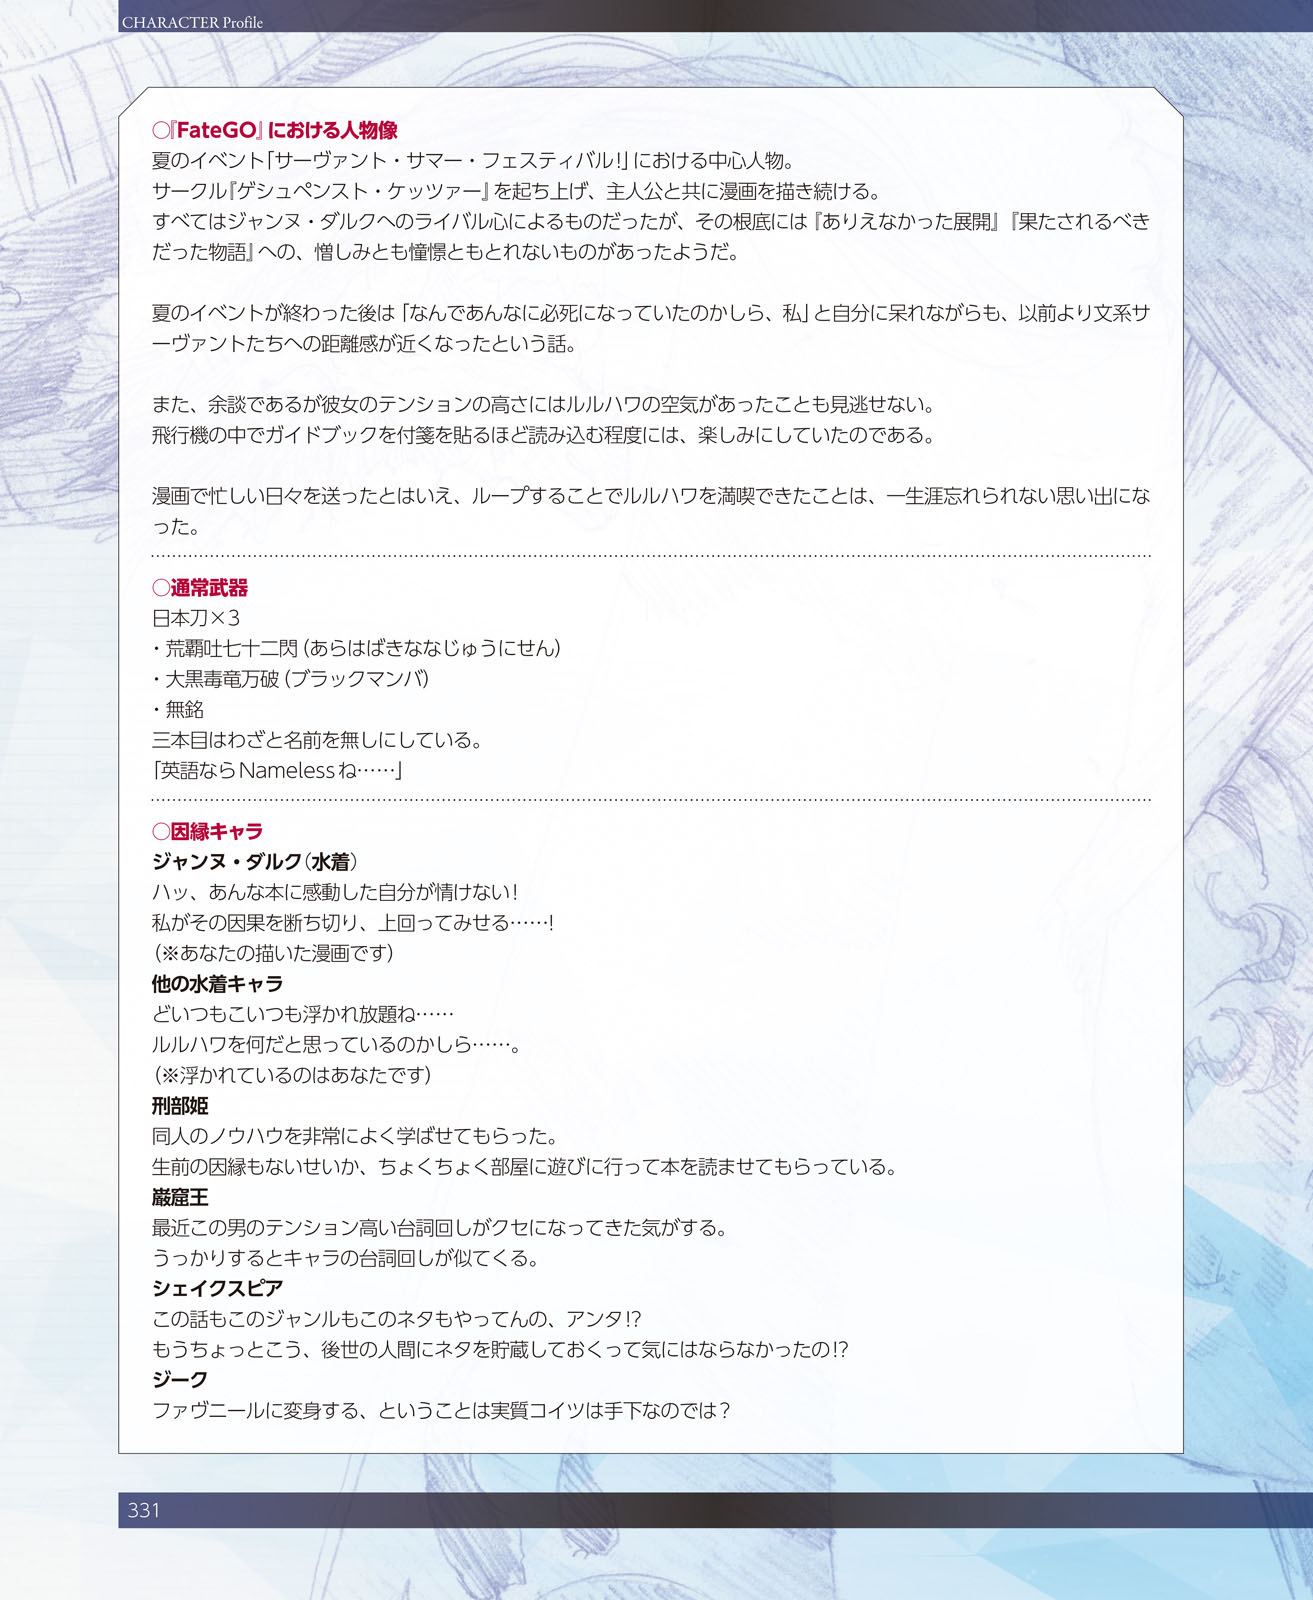 CHARACTER Profile
○『FateGO』における人物像
夏のイベント「サーヴァント・サマー・フェスティバル!」における中心人物。
サークル『ゲシュペンスト・ケッツァー』を起ち上げ、主人公と共に漫画を描き続ける。
すべてはジャンヌ・ダルクへのライバル心によるものだったが、その根底には『ありえなかった展開』『果たされるべき
だった物語』への、憎しみとも憧憬ともとれないものがあったようだ。
夏のイベントが終わった後は「なんであんなに必死になっていたのかしら、私」と自分に呆れながらも、以前より文系サ
ーヴァントたちへの距離感が近くなったという話。
また、余談であるが彼女のテンションの高さにはルルハワの空気があったことも見逃せない。
飛行機の中でガイドブックを付箋を貼るほど読み込む程度には、楽しみにしていたのである。
漫画で忙しい日々を送ったとはいえ、ループすることでルルハワを満喫できたことは、一生涯忘れられない思い出にな
った。
○通常武器
日本刀×3
・荒覇吐七十二閃(あらはばきななじゅうにせん)
・大黒毒竜万破(ブラックマンバ)
・無銘
三本目はわざと名前を無しにしている。
「英語ならNamelessね……」
○因縁キャラ
ジャンヌ・ダルク(水着)
ハッ、あんな本に感動した自分が情けない!
私がその因果を断ち切り、上回ってみせる……!
(※あなたの描いた漫画です)
他の水着キャラ
どいつもこいつも浮かれ放題ね……
ルルハワを何だと思っているのかしら……。
(※浮かれているのはあなたです)
刑部姫
同人のノウハウを非常によく学ばせてもらった。
生前の因縁もないせいか、ちょくちょく部屋に遊びに行って本を読ませてもらっている。
巌窟王
最近この男のテンション高い台詞回しがクセになってきた気がする。
うっかりするとキャラの台詞回しが似てくる。
シェイクスピア
この話もこのジャンルもこのネタもやってんの、アンタ!?
もうちょっとこう、後世の人間にネタを貯蔵しておくって気にはならなかったの!?
ジーク
ファヴニールに変身する、ということは実質コイツは手下なのでは?
331